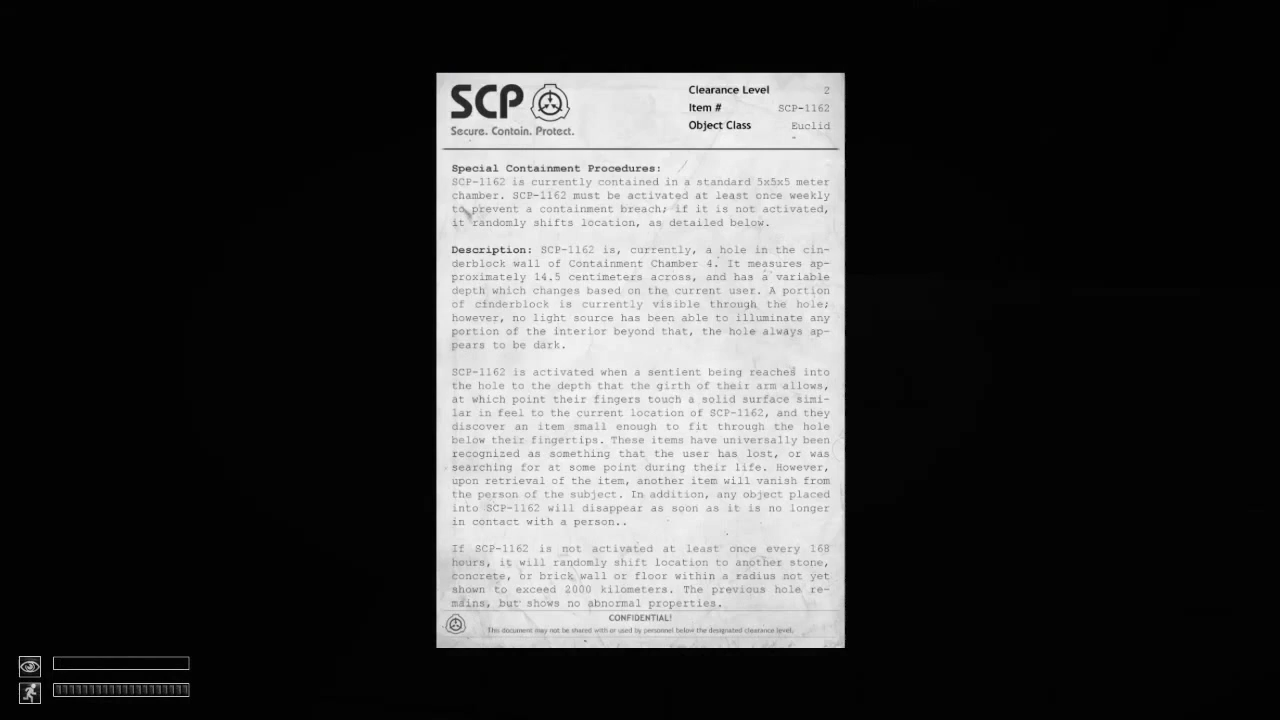 SCP
Secure. Contain. Protect.
Clearance Level 2
Item # SCP-1162
Object Class Euclid
Special Containment Procedures:
SCP-1162 is currently contained in a standard 5x5x5 meter
chamber. SCP-1162 must be activated at least once weekly
to prevent a containment breach; if it is not activated,
it randomly shifts location, as detailed below.
Description: SCP-1162 is, currently, a hole in the cin-
derblock wall of Containment Chamber 4. It measures ap-
proximately 14.5 centimeters across, and has a variable
depth which changes based on the current user. A portion
of cinderblock is currently visible through the hole;
however, no light source has been able to illuminate any
portion of the interior beyond that, the hole always ap-
pears to be dark.
SCP-1162 is activated when a sentient being reaches into
the hole to the depth that the girth of their arm allows,
at which point their fingers touch a solid surface simi-
lar in feel to the current location of SCP-1162, and they
discover an item small enough to fit through the hole
below their fingertips. These items have universally been
recognized as something that the user has lost, or was
searching for at some point during their life. However,
upon retrieval of the item, another item will vanish from
the person of the subject. In addition, any object placed
into SCP-1162 will disappear as soon as it is no longer
in contact with a person..
If SCP-1162 is not activated at least once every 168
hours, it will randomly shift location to another stone,
concrete, or brick wall or floor within a radius not yet
shown to exceed 2000 kilometers. The previous hole re-
mains, but shows no abnormal properties.
CONFIDENTIAL!
This document may not be shared with or used by personnel below the designated clearance level.